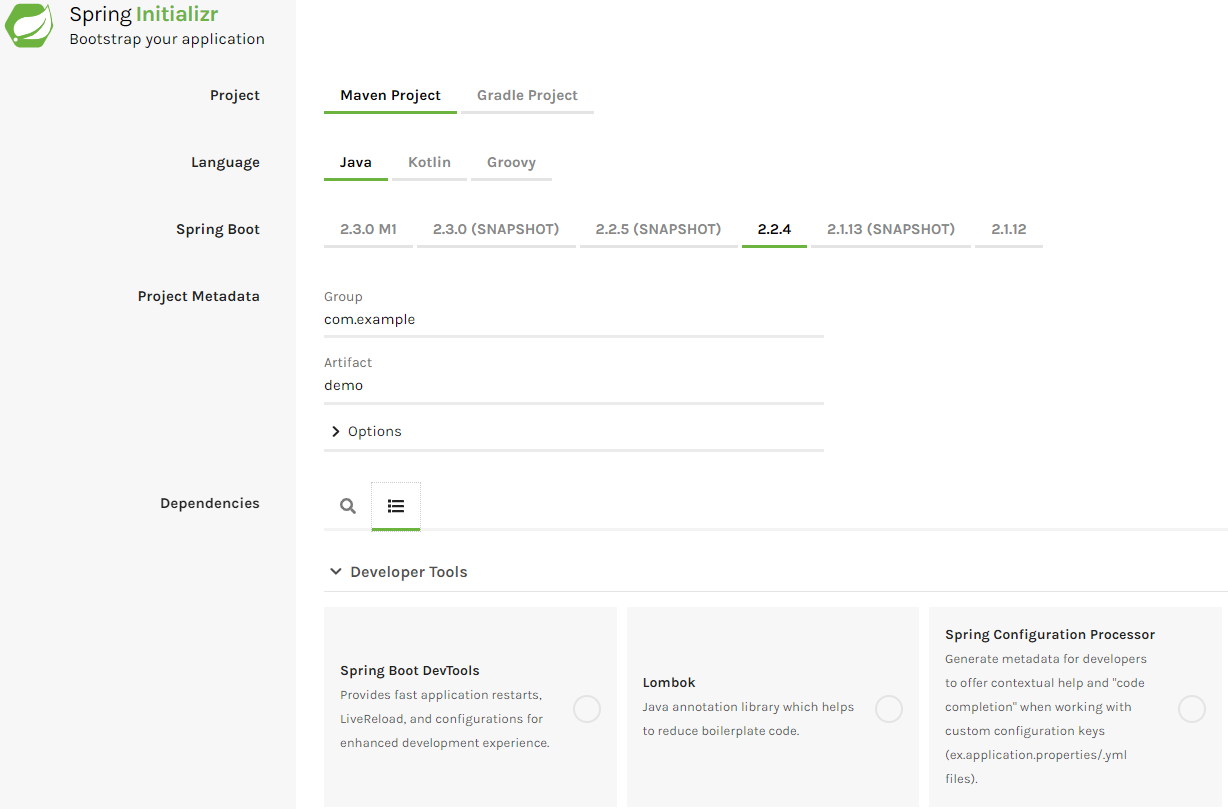 Spring Initializr
Bootstrap your application
Project
Maven Project Gradle Project
Language
Java Kotlin Groovy
Spring Boot
2.3.0 M1 2.3.0 (SNAPSHOT) 2.2.5 (SNAPSHOT) 2.2.4 2.1.13 (SNAPSHOT) 2.1.12
Project Metadata
Group
com.example
Artifact
demo
Options
Dependencies
Developer Tools
Spring Boot DevTools
Provides fast application restarts,
LiveReload, and configurations for
enhanced development experience.
Lombok
Java annotation library which helps
to reduce boilerplate code.
Spring Configuration Processor
Generate metadata for developers
to offer contextual help and "code
completion" when working with
custom configuration keys
(ex.application.properties/.yml
files).